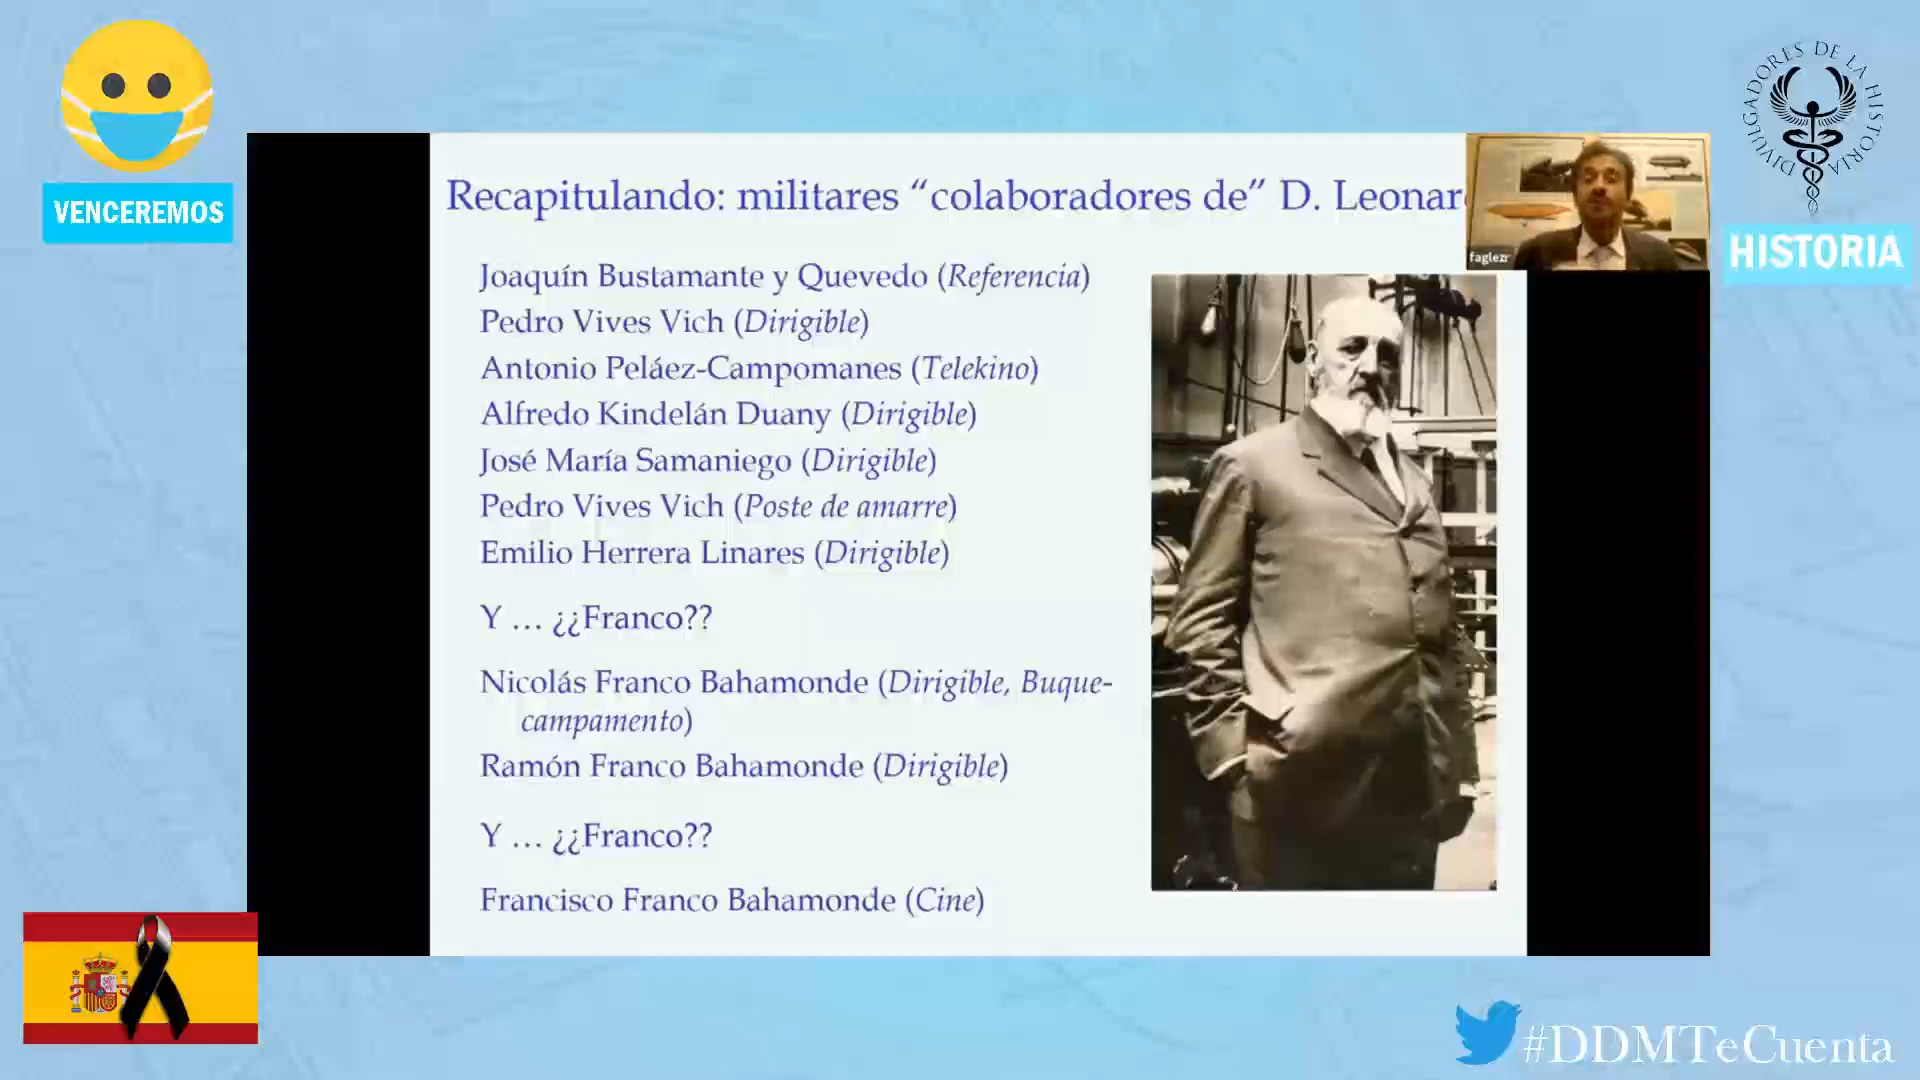 VENCEREMOS
DIVULGADORES DE LA HISTORIA
HISTORIA
Recapitulando: militares “colaboradores de” D. Leonar
faglezr
Joaquín Bustamante y Quevedo (Referencia)
Pedro Vives Vich (Dirigible)
Antonio Peláez-Campomanes (Telekino)
Alfredo Kindelán Duany (Dirigible)
José María Samaniego (Dirigible)
Pedro Vives Vich (Poste de amarre)
Emilio Herrera Linares (Dirigible)
Y … ¿¿Franco??
Nicolás Franco Bahamonde (Dirigible, Buque-
campamento)
Ramón Franco Bahamonde (Dirigible)
Y … ¿¿Franco??
Francisco Franco Bahamonde (Cine)
#DDMTeCuenta